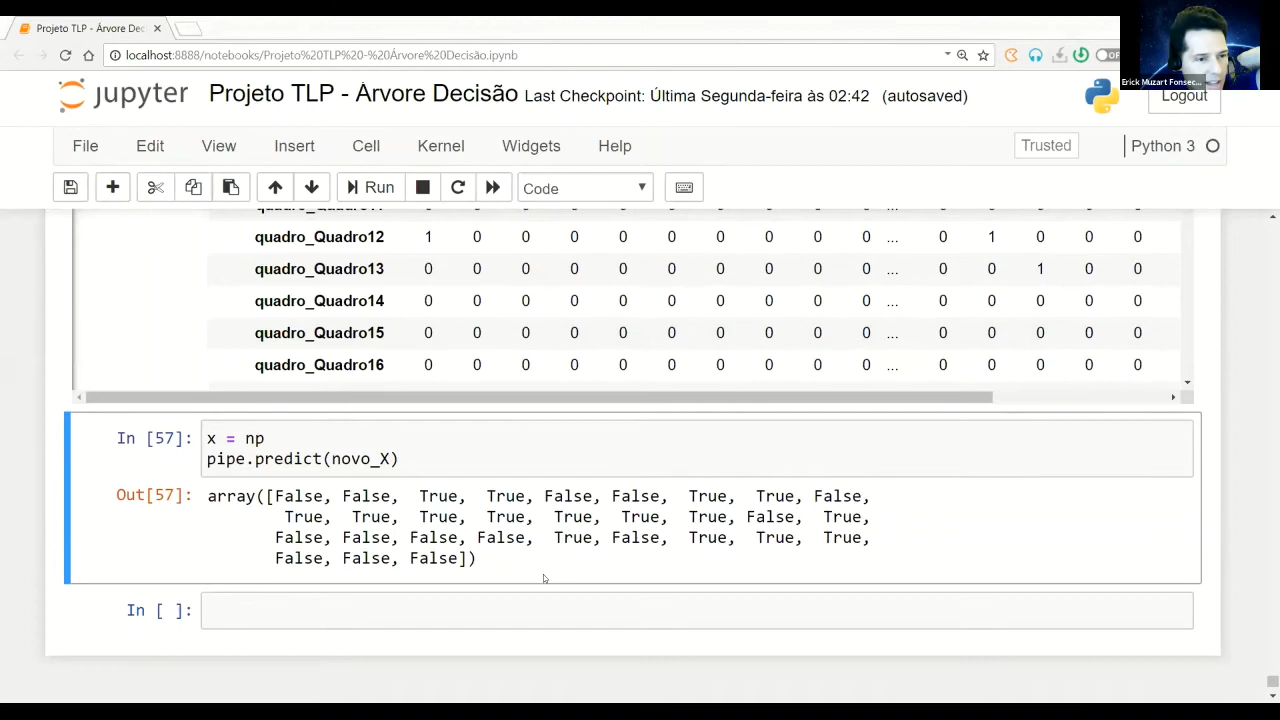 Projeto TLP - Árvore Dec
localhost:8888/notebooks/Projeto%20TLP%20-%20Árvore%20Decisão.ipynb
Erick Muzart Fonsec...
jupyter Projeto TLP - Árvore Decisão Last Checkpoint: Última Segunda-feira às 02:42 (autosaved)
Logout
File Edit View Insert Cell Kernel Widgets Help Trusted Python 3
Run Code
quadro_Quadro12 1 0 0 0 0 0 0 0 0 0 ... 0 1 0 0 0
quadro_Quadro13 0 0 0 0 0 0 0 0 0 0 ... 0 0 1 0 0
quadro_Quadro14 0 0 0 0 0 0 0 0 0 0 ... 0 0 0 0 0
quadro_Quadro15 0 0 0 0 0 0 0 0 0 0 ... 0 0 0 0 0
quadro_Quadro16 0 0 0 0 0 0 0 0 0 0 ... 0 0 0 0 0
In [57]: x = np
pipe.predict(novo_X)
Out[57]: array([False, False, True, True, False, False, True, True, False,
True, True, True, True, True, True, True, False, True,
False, False, False, False, True, False, True, True, True,
False, False, False])
In [ ]: